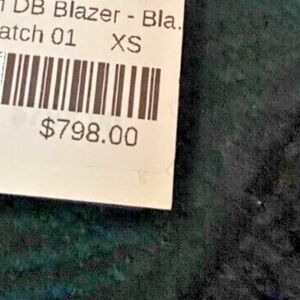 DB Blazer - Bla.
atch 01 XS
$798.00